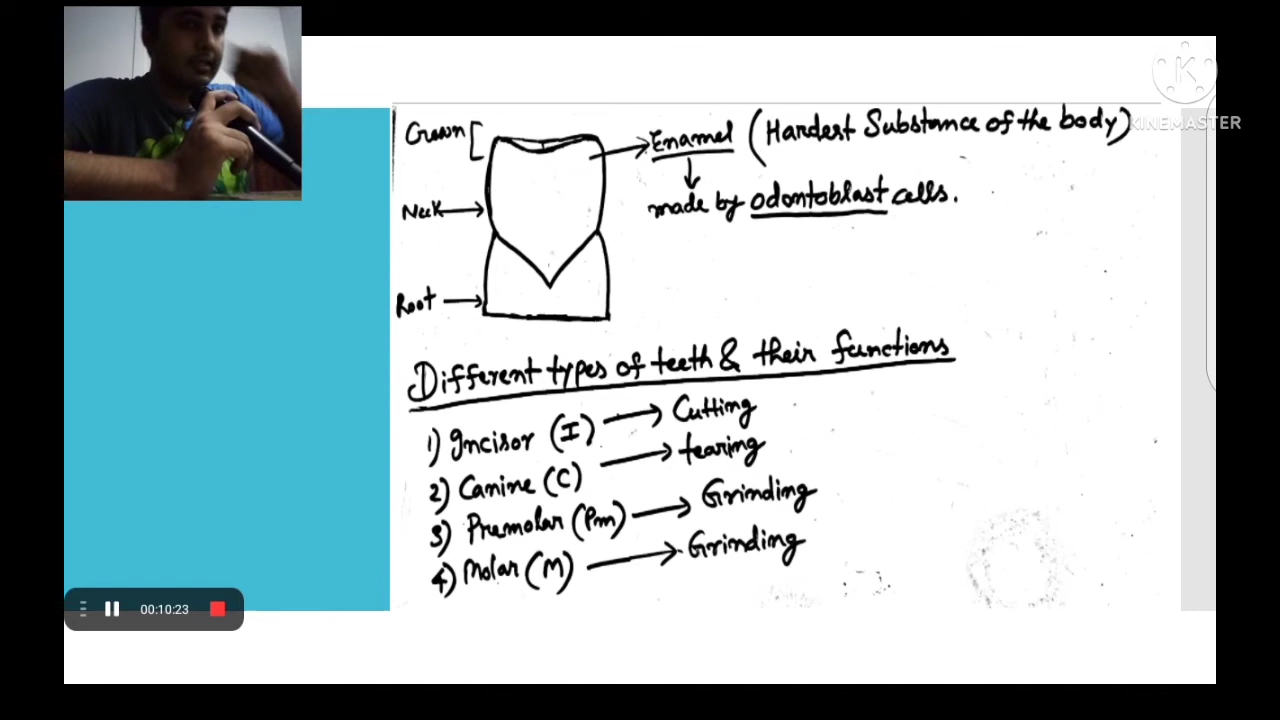 KINEMASTER
Crown [ → Enamel (Hardest Substance of the body)
Neck → made by odontoblast cells.
Root →
Different types of teeth & their functions
1) Incisor (I) → Cutting
2) Canine (C) → tearing
3) Premolar (Pm) → Grinding
4) Molar (M) → Grinding
00:10:23